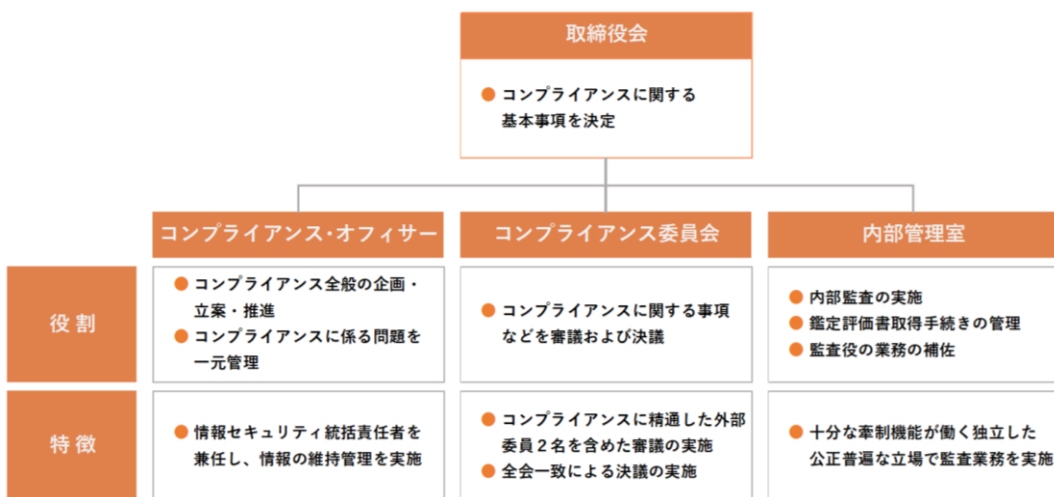 取締役会
● コンプライアンスに関する
基本事項を決定
コンプライアンス・オフィサー
コンプライアンス委員会
内部管理室
役割
● コンプライアンス全般の企画・
立案・推進
● コンプライアンスに係る問題を
一元管理
● コンプライアンスに関する事項
などを審議および決議
● 内部監査の実施
● 鑑定評価書取得手続きの管理
● 監査役の業務の補佐
特徴
● 情報セキュリティ統括責任者を
兼任し、情報の維持管理を実施
● コンプライアンスに精通した外部
委員2名を含めた審議の実施
● 全会一致による決議の実施
● 十分な牽制機能が働く独立した
公正普遍な立場で監査業務を実施